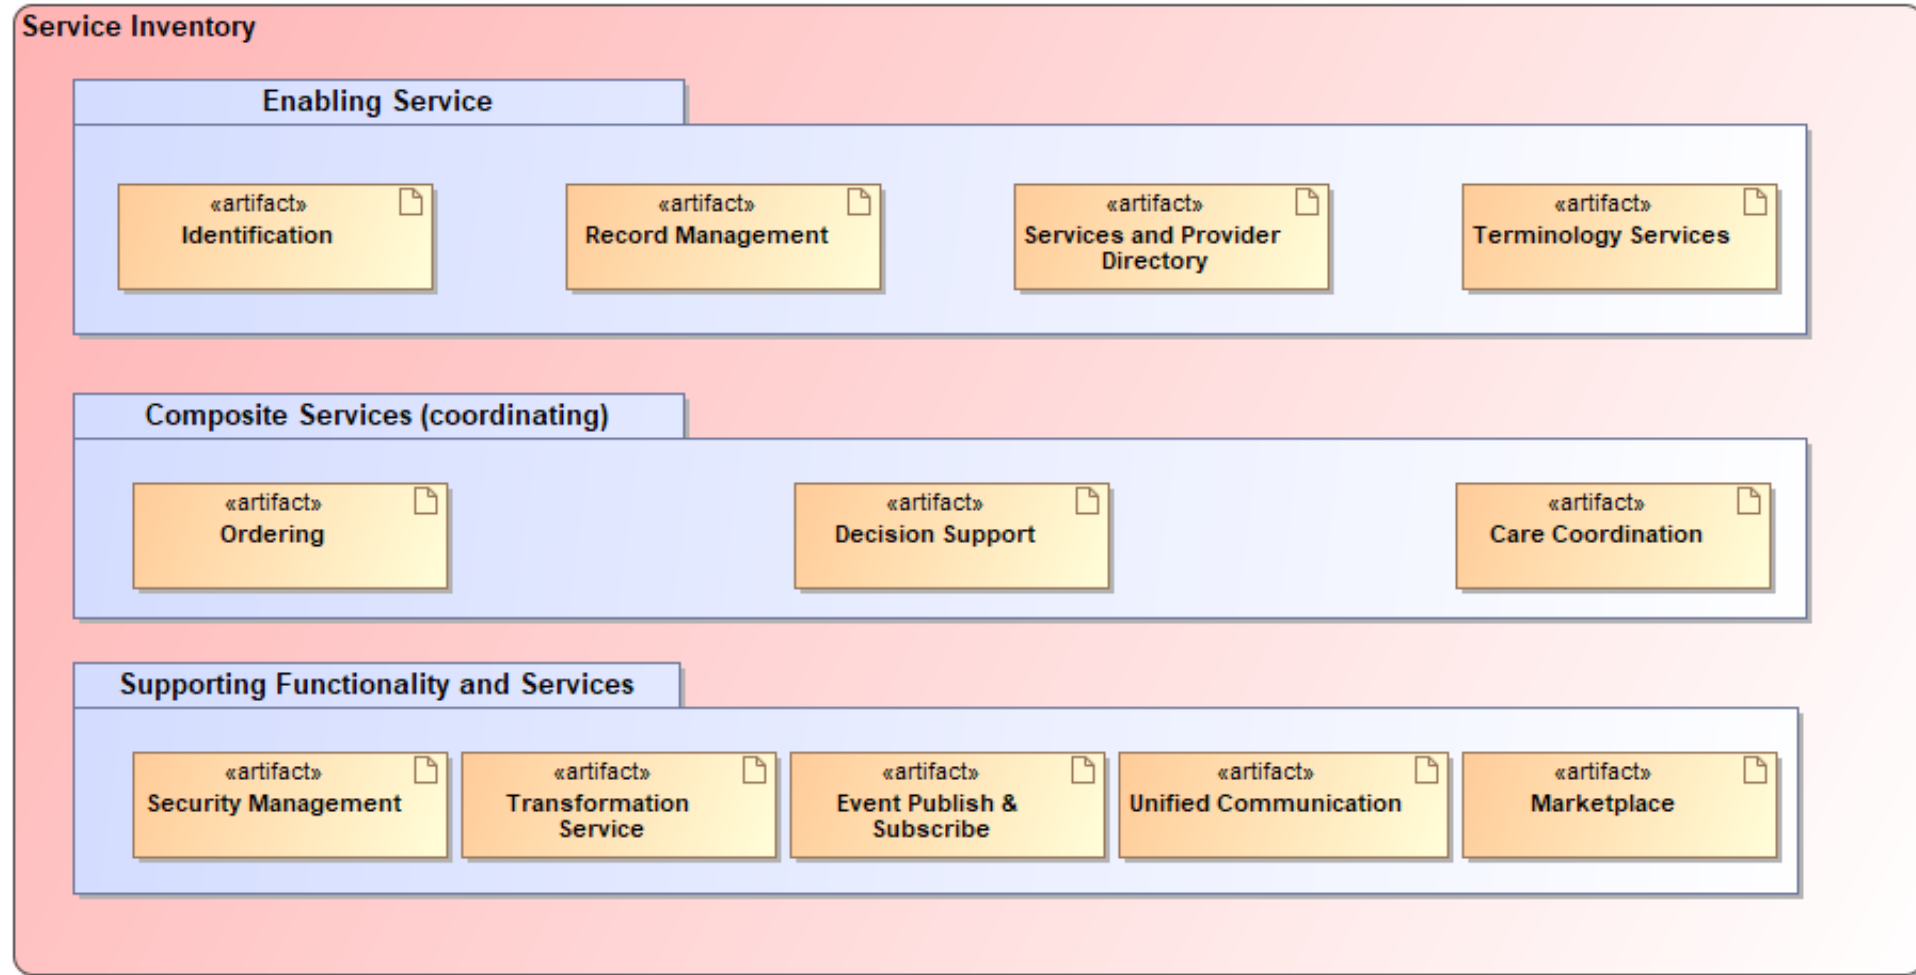 Service Inventory
Enabling Service
«artifact»
Identification
«artifact»
Record Management
«artifact»
Services and Provider
Directory
«artifact»
Terminology Services
Composite Services (coordinating)
«artifact»
Ordering
«artifact»
Decision Support
«artifact»
Care Coordination
Supporting Functionality and Services
«artifact»
Security Management
«artifact»
Transformation
Service
«artifact»
Event Publish &
Subscribe
«artifact»
Unified Communication
«artifact»
Marketplace